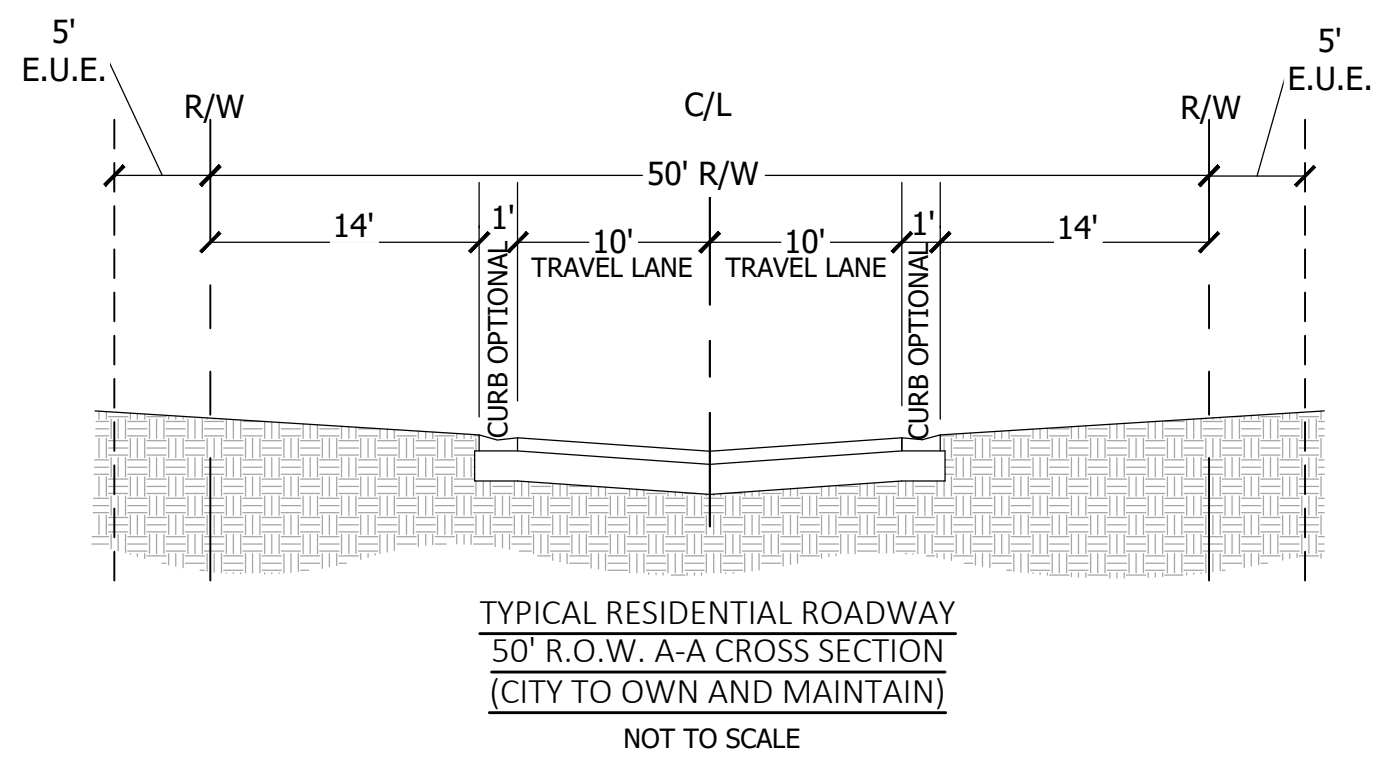 5'
E.U.E.
5'
E.U.E.
R/W
C/L
R/W
50' R/W
14'
1'
10'
10'
1'
14'
TRAVEL LANE
TRAVEL LANE
CURB OPTIONAL
CURB OPTIONAL
TYPICAL RESIDENTIAL ROADWAY
50' R.O.W. A-A CROSS SECTION
(CITY TO OWN AND MAINTAIN)
NOT TO SCALE